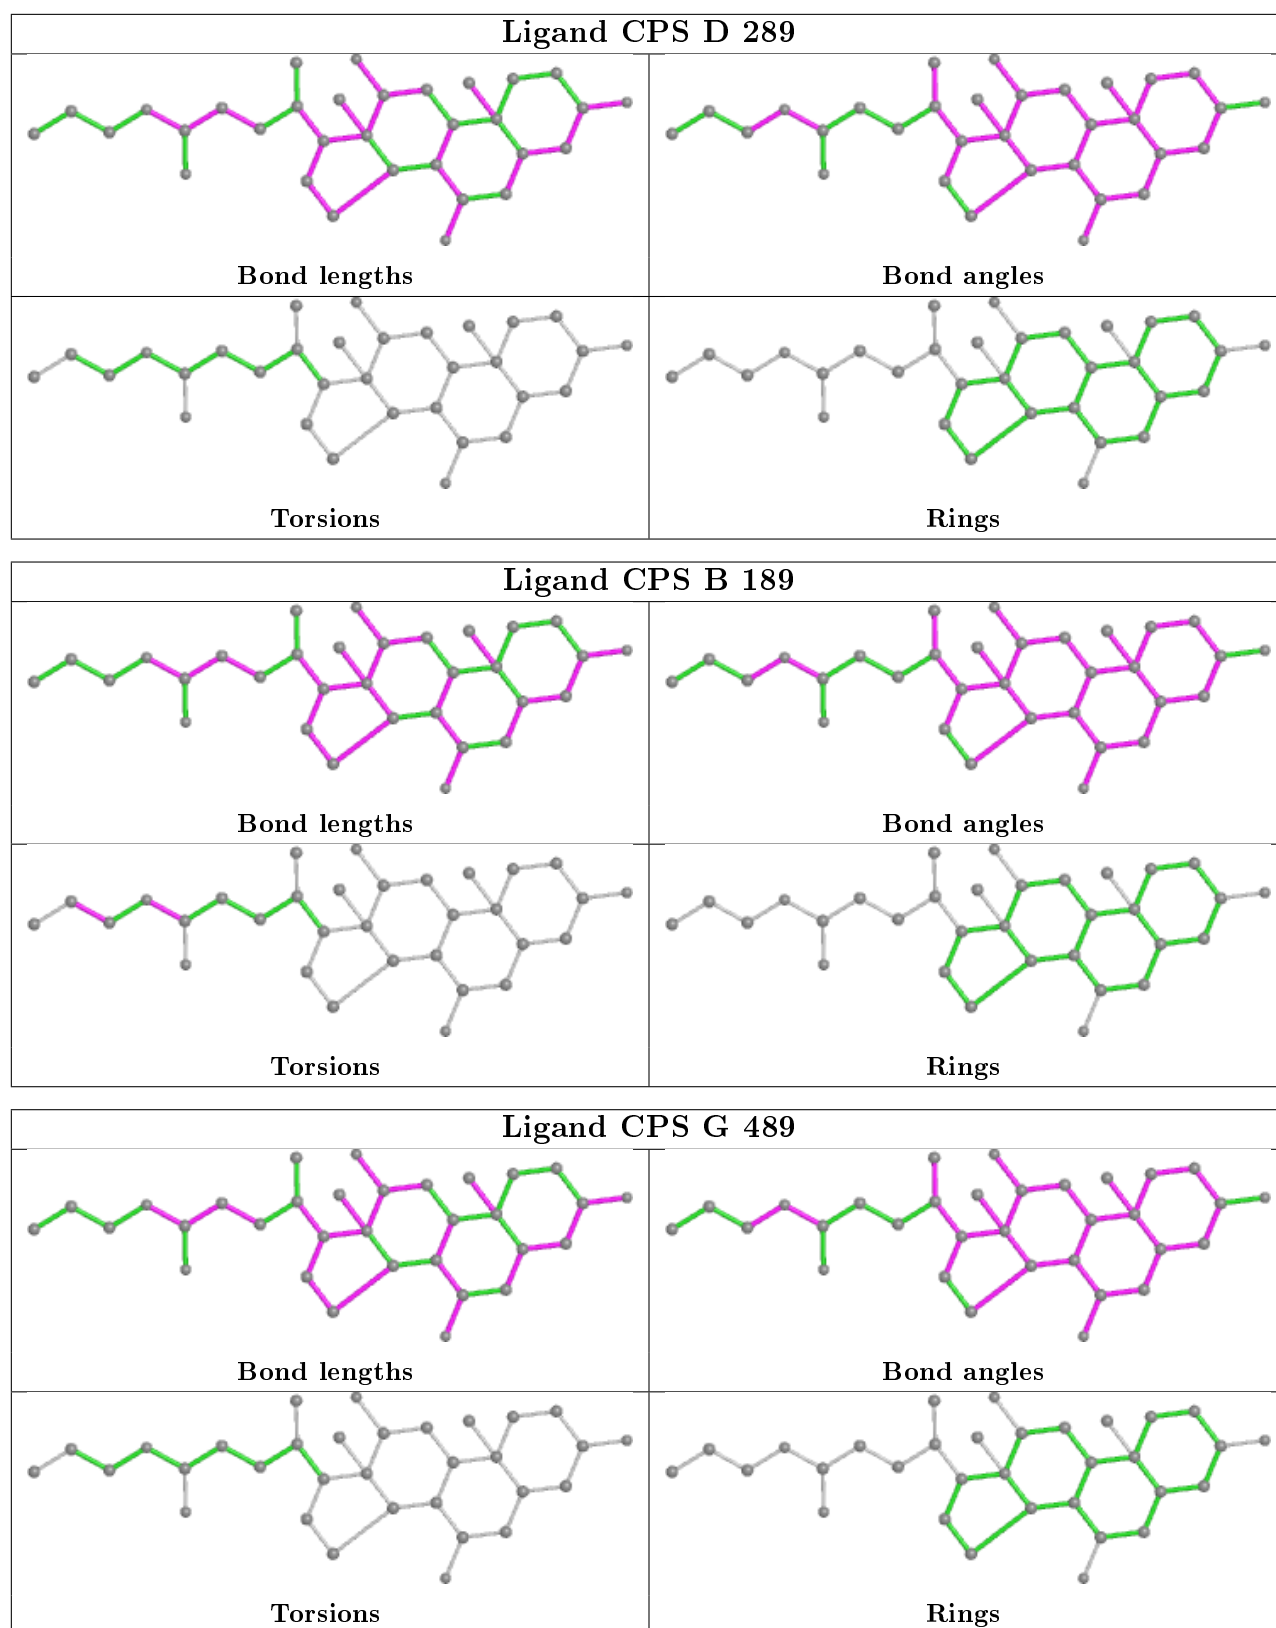 Ligand CPS D 289
Bond lengths
Bond angles
Torsions
Rings
Ligand CPS B 189
Bond lengths
Bond angles
Torsions
Rings
Ligand CPS G 489
Bond lengths
Bond angles
Torsions
Rings